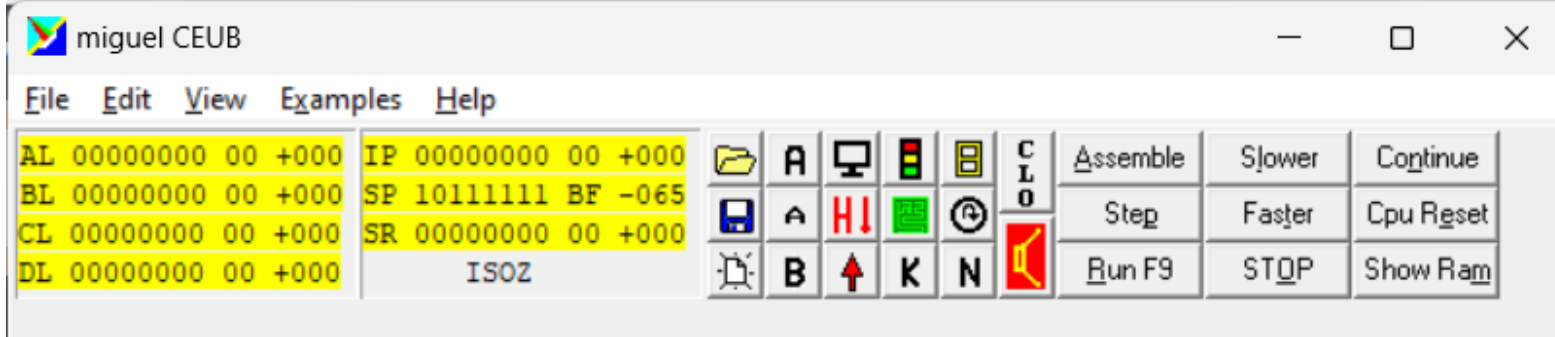 miguel CEUB
File Edit View Examples Help
AL 00000000 00 +000 IP 00000000 00 +000 A CLO Assemble Slower Continue
BL 00000000 00 +000 SP 10111111 BF -065
CL 00000000 00 +000 SR 00000000 00 +000 A H Step Faster Cpu Reset
DL 00000000 00 +000 ISOZ B K N Run F9 STOP Show Ram